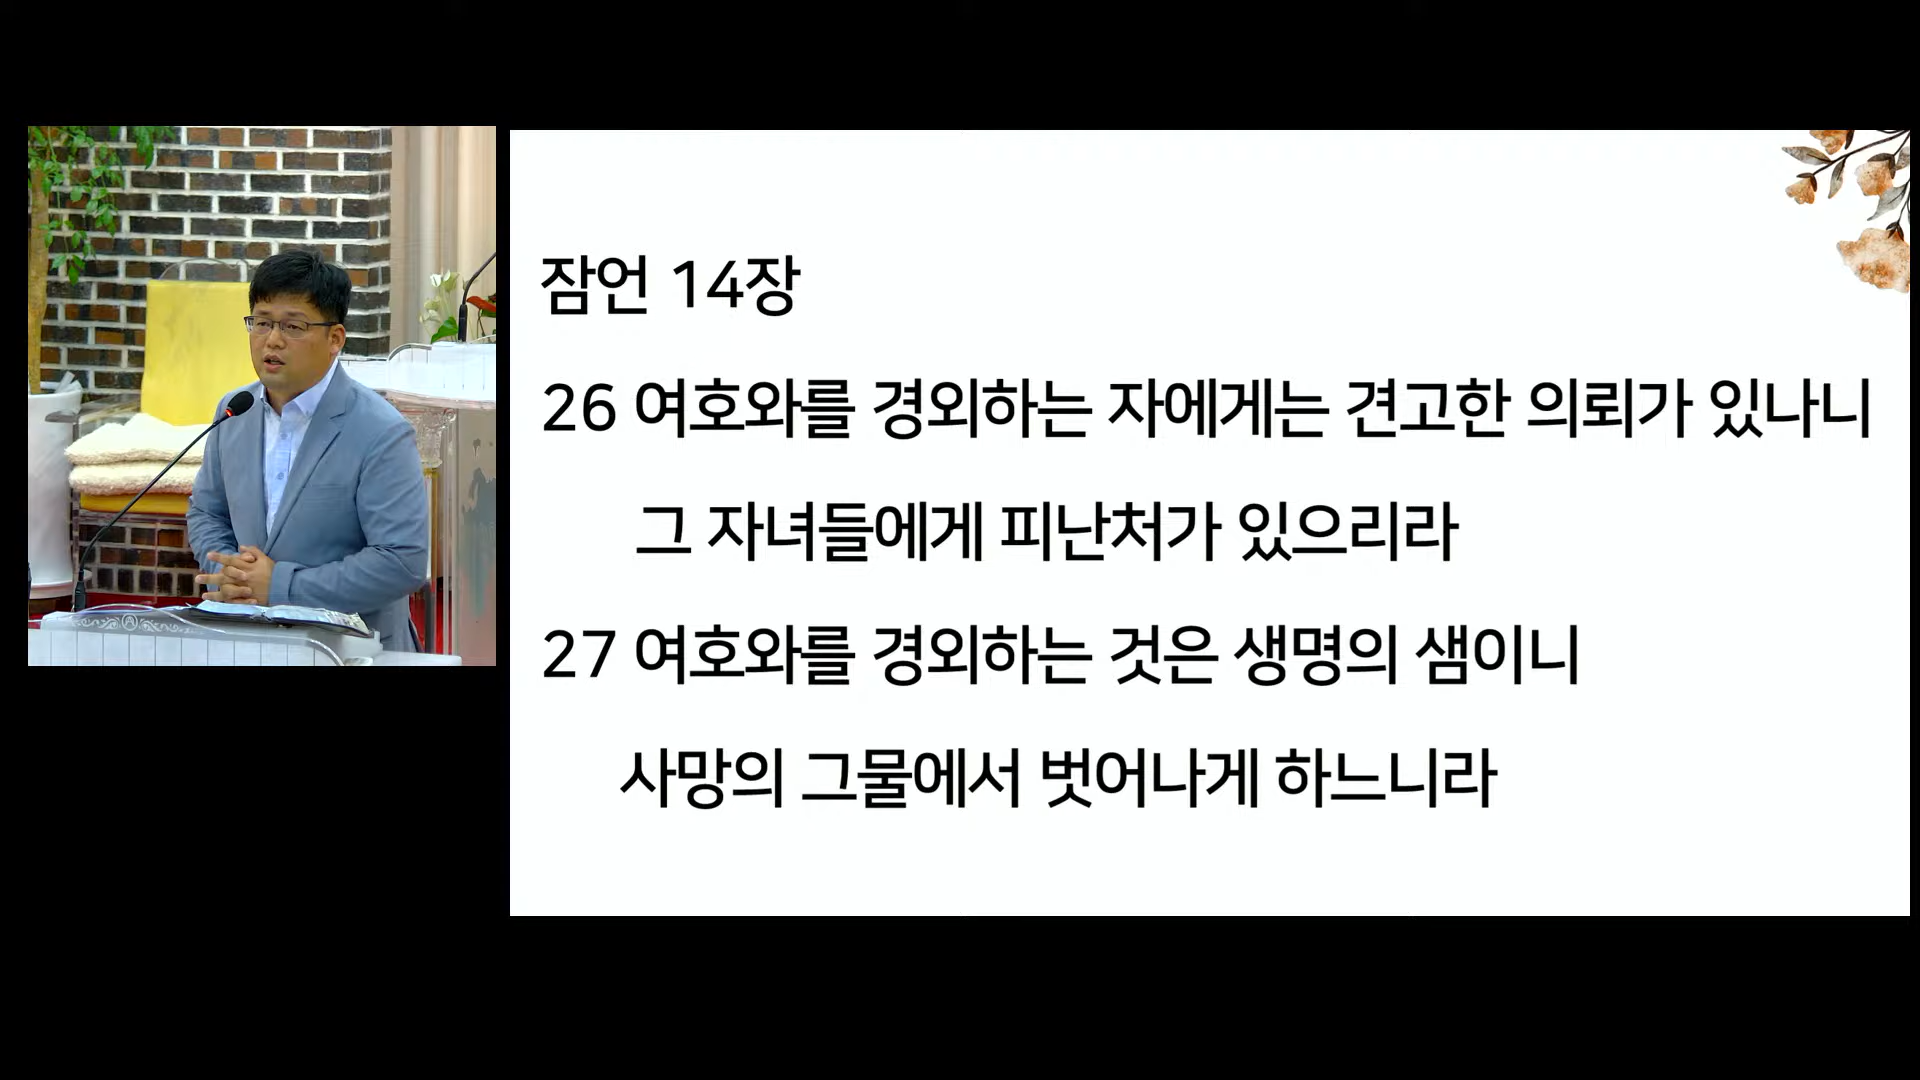 잠언 14장
26 여호와를 경외하는 자에게는 견고한 의뢰가 있나니
그 자녀들에게 피난처가 있으리라
27 여호와를 경외하는 것은 생명의 샘이니
사망의 그물에서 벗어나게 하느니라